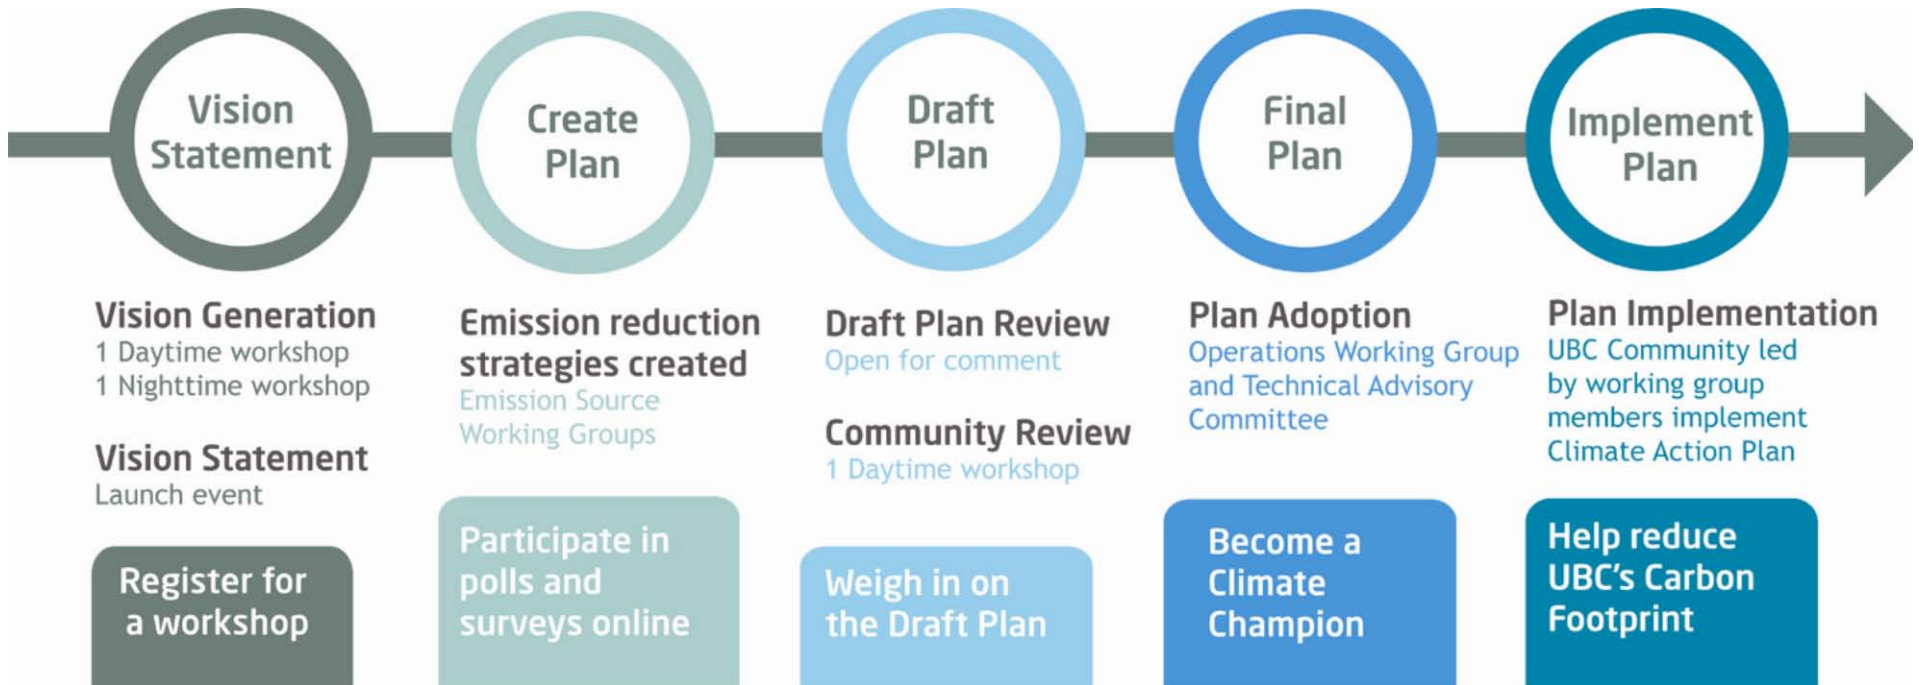 Vision
Statement
Create
Plan
Draft
Plan
Final
Plan
Implement
Plan
Vision Generation
1 Daytime workshop
1 Nighttime workshop
Vision Statement
Launch event
Register for
a workshop
Emission reduction
strategies created
Emission Source
Working Groups
Participate in
polls and
surveys online
Draft Plan Review
Open for comment
Community Review
1 Daytime workshop
Weigh in on
the Draft Plan
Plan Adoption
Operations Working Group
and Technical Advisory
Committee
Become a
Climate
Champion
Plan Implementation
UBC Community led
by working group
members implement
Climate Action Plan
Help reduce
UBC's Carbon
Footprint